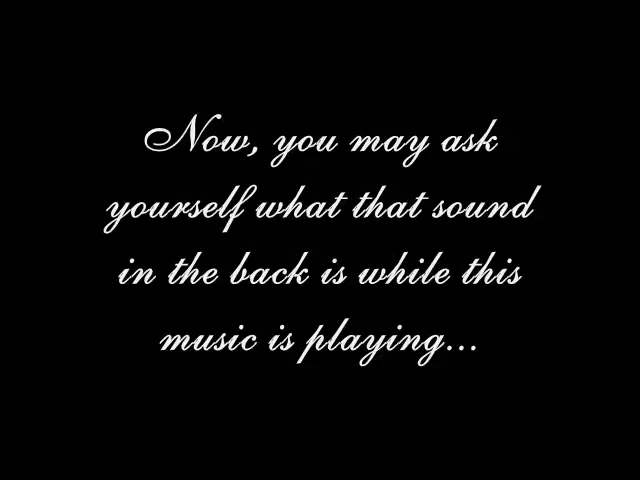 Now, you may ask
yourself what that sound
in the back is while this
music is playing...